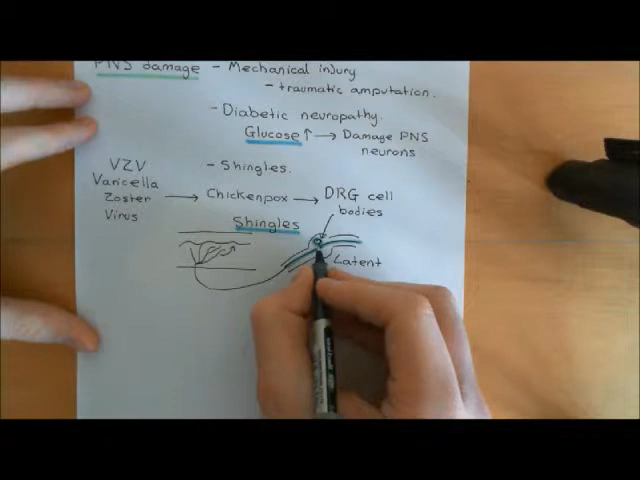 PNS damage - Mechanical injury
- traumatic amputation.
- Diabetic neuropathy.
Glucose ↑ → Damage PNS
neurons
- Shingles.
VZV
Varicella
Zoster
Virus
→ Chickenpox → DRG cell
bodies
Shingles
Latent